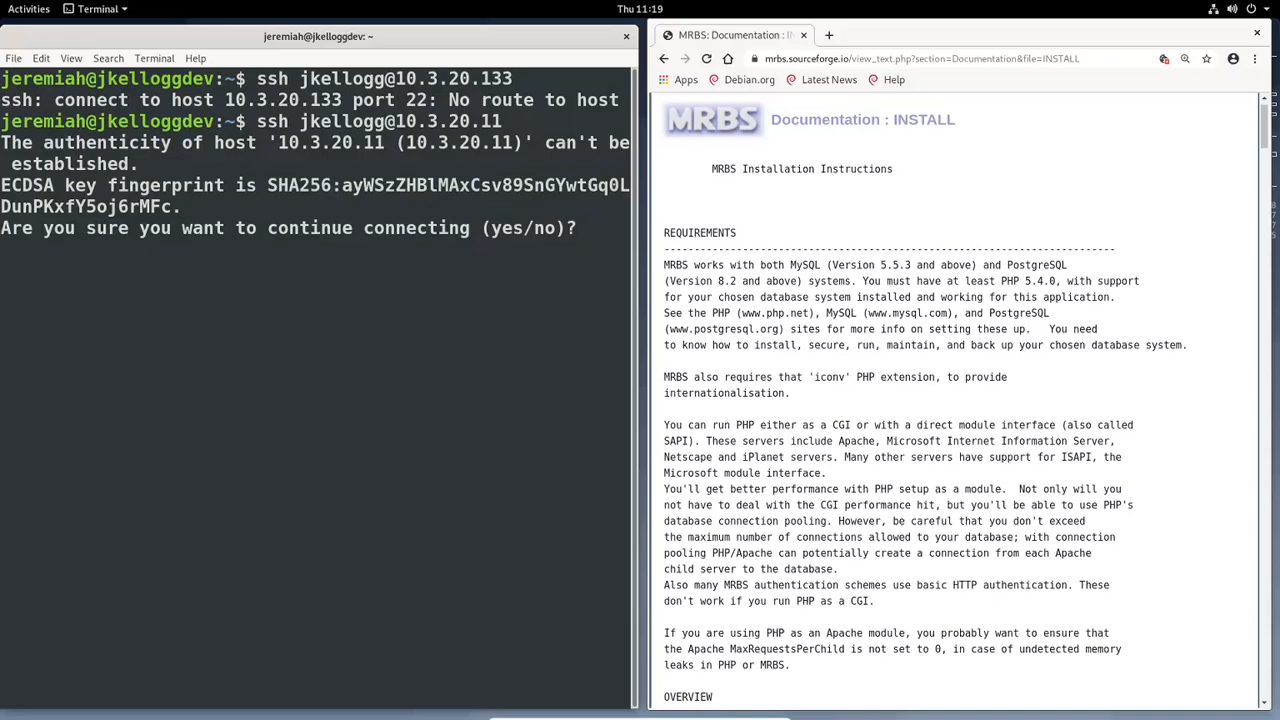 Activities Terminal Thu 11:19
jeremiah@jkelloggdev: ~
File Edit View Search Terminal Help
jeremiah@jkelloggdev:~$ ssh jkellogg@10.3.20.133
ssh: connect to host 10.3.20.133 port 22: No route to host
jeremiah@jkelloggdev:~$ ssh jkellogg@10.3.20.11
The authenticity of host '10.3.20.11 (10.3.20.11)' can't be
established.
ECDSA key fingerprint is SHA256:ayWSzZHBlMAxCsv89SnGYwtGq0L
DunPKxfY5oj6rMFc.
Are you sure you want to continue connecting (yes/no)?
MRBS: Documentation : IN
mrbs.sourceforge.io/view_text.php?section=Documentation&file=INSTALL
Apps Debian.org Latest News Help
MRBS Documentation : INSTALL
MRBS Installation Instructions
REQUIREMENTS
---------------------------------------------------------------------------
MRBS works with both MySQL (Version 5.5.3 and above) and PostgreSQL
(Version 8.2 and above) systems. You must have at least PHP 5.4.0, with support
for your chosen database system installed and working for this application.
See the PHP (www.php.net), MySQL (www.mysql.com), and PostgreSQL
(www.postgresql.org) sites for more info on setting these up. You need
to know how to install, secure, run, maintain, and back up your chosen database system.
MRBS also requires that 'iconv' PHP extension, to provide
internationalisation.
You can run PHP either as a CGI or with a direct module interface (also called
SAPI). These servers include Apache, Microsoft Internet Information Server,
Netscape and iPlanet servers. Many other servers have support for ISAPI, the
Microsoft module interface.
You'll get better performance with PHP setup as a module. Not only will you
not have to deal with the CGI performance hit, but you'll be able to use PHP's
database connection pooling. However, be careful that you don't exceed
the maximum number of connections allowed to your database; with connection
pooling PHP/Apache can potentially create a connection from each Apache
child server to the database.
Also many MRBS authentication schemes use basic HTTP authentication. These
don't work if you run PHP as a CGI.
If you are using PHP as an Apache module, you probably want to ensure that
the Apache MaxRequestsPerChild is not set to 0, in case of undetected memory
leaks in PHP or MRBS.
OVERVIEW